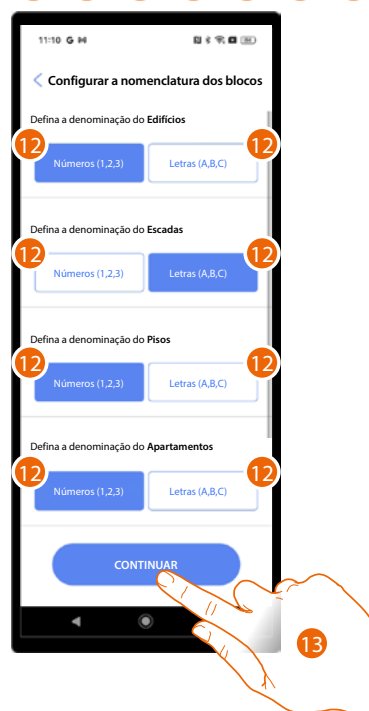 11:10 G
Configurar a nomenclatura dos blocos
Defina a denominação do Edifícios
12 12
Números (1,2,3) Letras (A,B,C)
Defina a denominação do Escadas
12 12
Números (1,2,3) Letras (A,B,C)
Defina a denominação do Pisos
12 12
Números (1,2,3) Letras (A,B,C)
Defina a denominação do Apartamentos
12 12
Números (1,2,3) Letras (A,B,C)
CONTINUAR
13